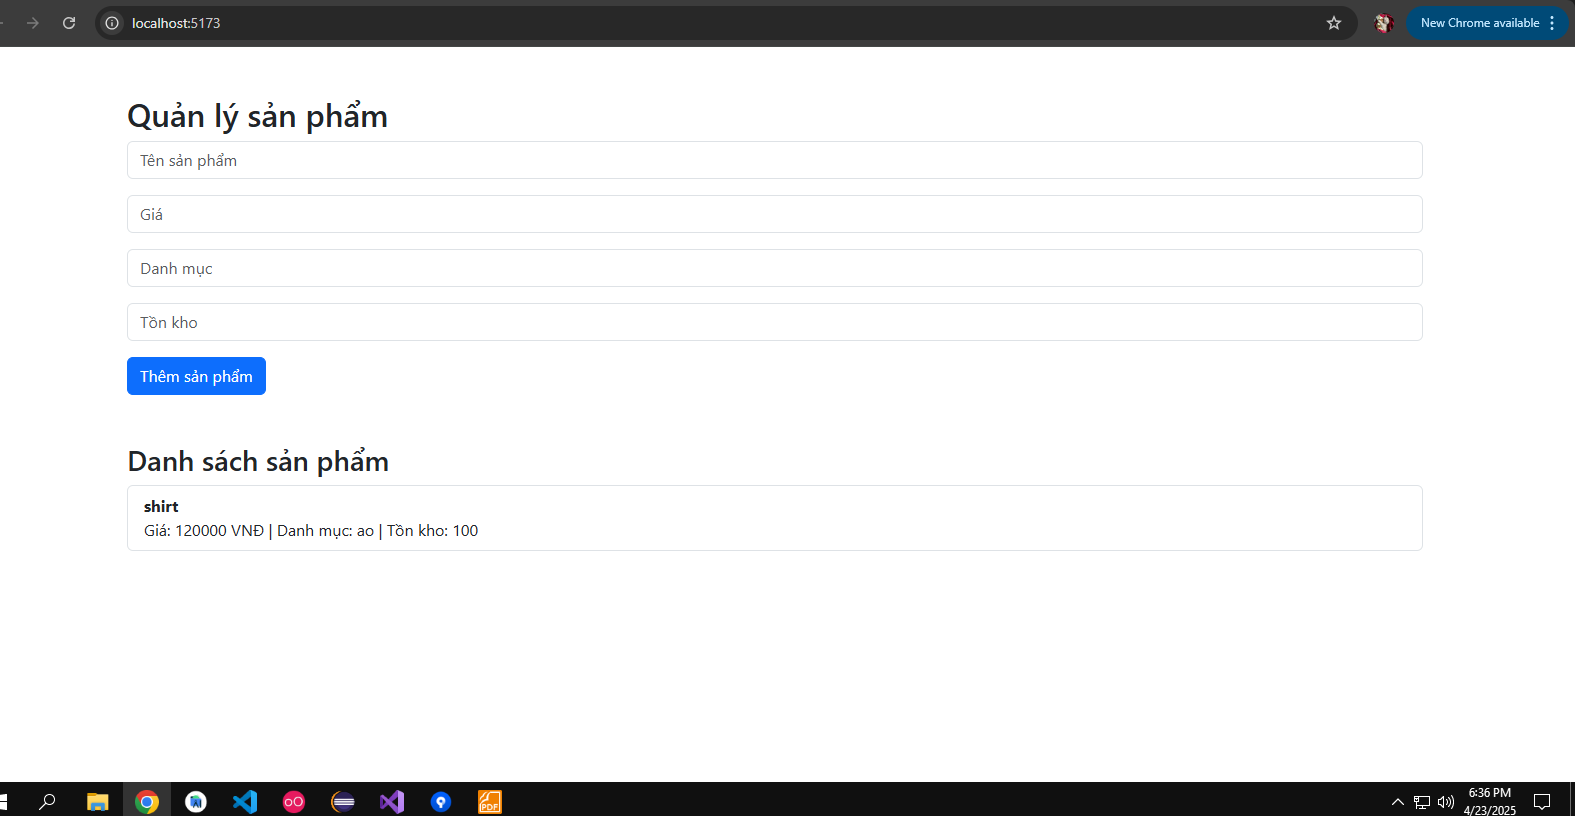 localhost:5173
New Chrome available
Quản lý sản phẩm
Tên sản phẩm
Giá
Danh mục
Tồn kho
Thêm sản phẩm
Danh sách sản phẩm
shirt
Giá: 120000 VNĐ | Danh mục: ao | Tồn kho: 100
PDF
6:36 PM
4/23/2025